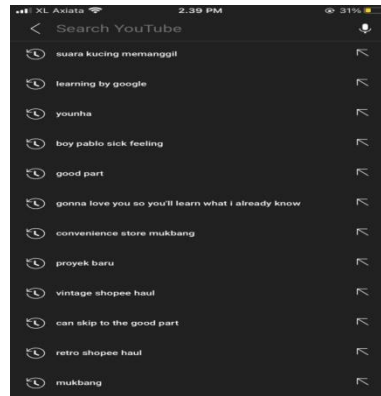 XL Axiata 2.39 PM 31%
Search YouTube
suara kucing memanggil
learning by google
younha
boy pablo sick feeling
good part
gonna love you so you'll learn what i already know
convenience store mukbang
proyek baru
vintage shopee haul
can skip to the good part
retro shopee haul
mukbang